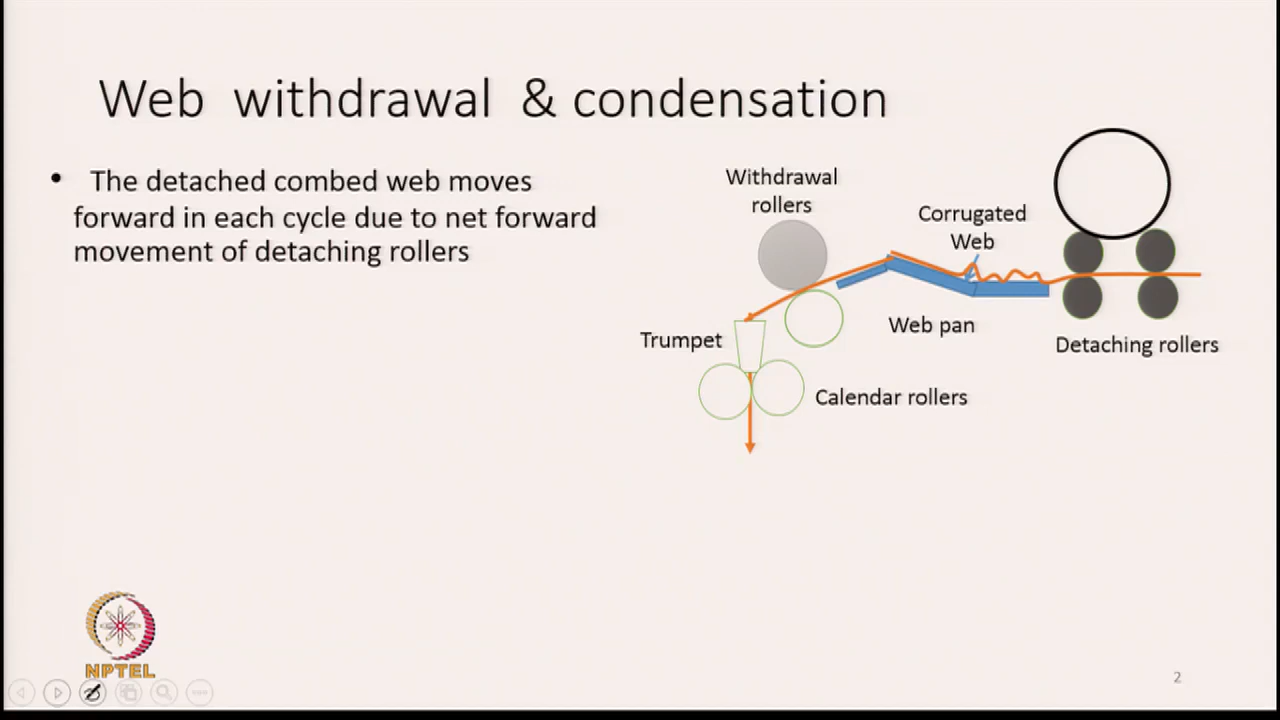 Web withdrawal & condensation
• The detached combed web moves
forward in each cycle due to net forward
movement of detaching rollers
Withdrawal
rollers
Corrugated
Web
Trumpet
Web pan
Detaching rollers
Calendar rollers
NPTEL
2